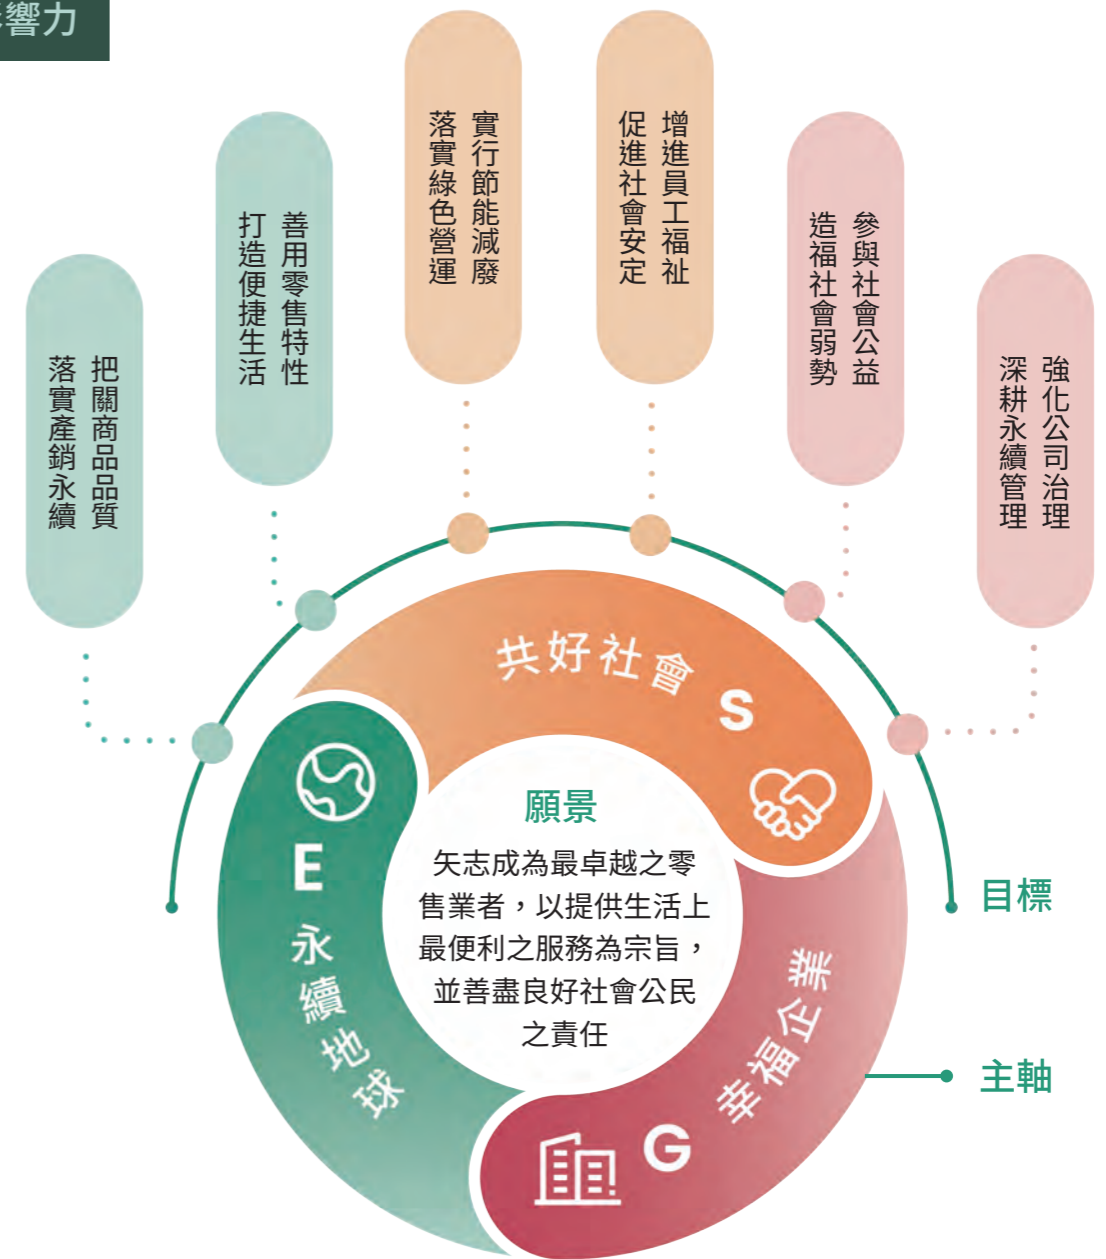 響力
把關商品品質
落實產銷永續
善用零售特性
打造便捷生活
實行節能減廢
落實綠色營運
增進員工福祉
促進社會安定
參與社會公益
造福社會弱勢
強化公司治理
深耕永續管理
共好社會 S
E 永續地球
G 幸福企業
願景
矢志成為最卓越之零
售業者，以提供生活上
最便利之服務為宗旨，
並善盡良好社會公民
之責任
目標
主軸